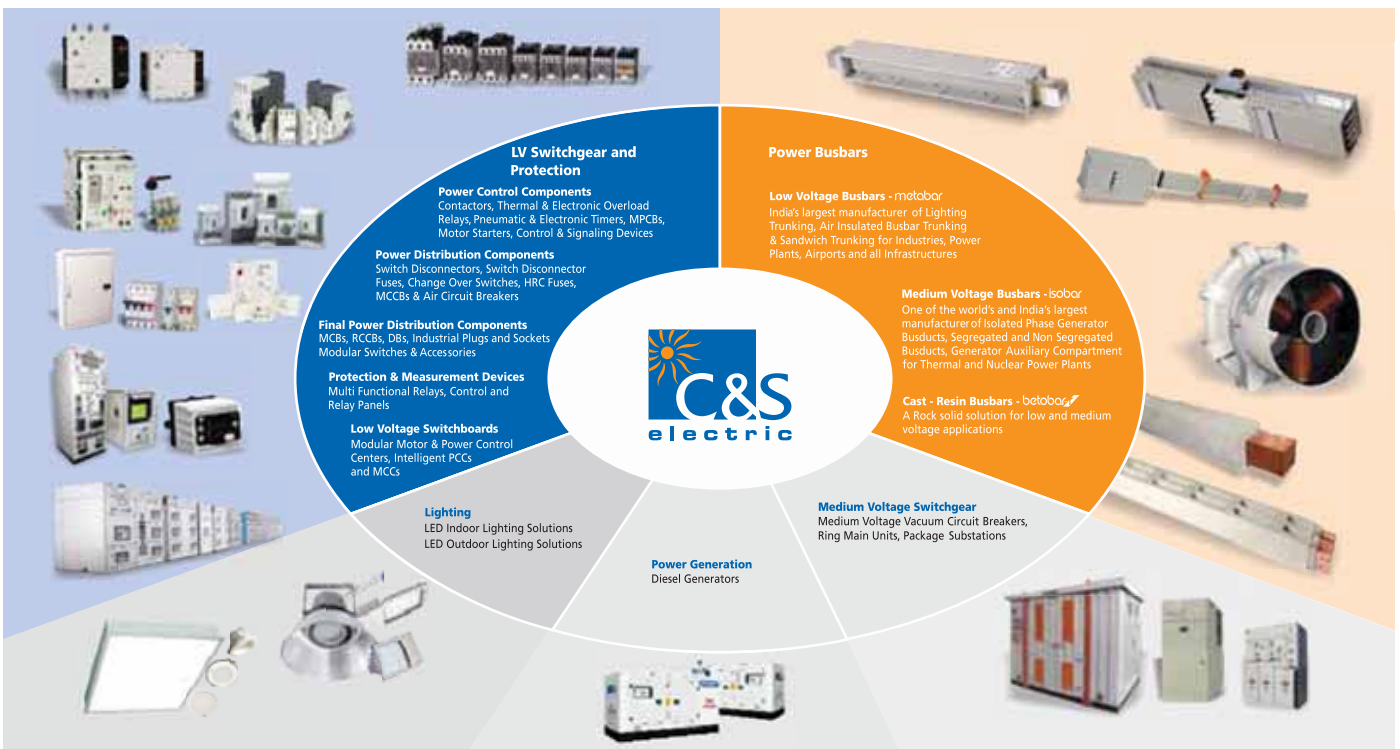 LV Switchgear and
Protection
Power Control Components
Contactors, Thermal & Electronic Overload
Relays, Pneumatic & Electronic Timers, MPCBs,
Motor Starters, Control & Signaling Devices
Power Distribution Components
Switch Disconnectors, Switch Disconnector
Fuses, Change Over Switches, HRC Fuses,
MCCBs & Air Circuit Breakers
Final Power Distribution Components
MCBs, RCCBs, DBs, Industrial Plugs and Sockets
Modular Switches & Accessories
Protection & Measurement Devices
Multi Functional Relays, Control and
Relay Panels
Low Voltage Switchboards
Modular Motor & Power Control
Centers, Intelligent PCCs
and MCCs
Power Busbars
Low Voltage Busbars - metabar
India's largest manufacturer of Lighting
Trunking, Air Insulated Busbar Trunking
& Sandwich Trunking for Industries, Power
Plants, Airports and all Infrastructures
Medium Voltage Busbars - isobar
One of the world's and India's largest
manufacturer of Isolated Phase Generator
Busducts, Segregated and Non Segregated
Busducts, Generator Auxiliary Compartment
for Thermal and Nuclear Power Plants
Cast - Resin Busbars - betobar
A Rock solid solution for low and medium
voltage applications
C&S
electric
Lighting
LED Indoor Lighting Solutions
LED Outdoor Lighting Solutions
Power Generation
Diesel Generators
Medium Voltage Switchgear
Medium Voltage Vacuum Circuit Breakers,
Ring Main Units, Package Substations